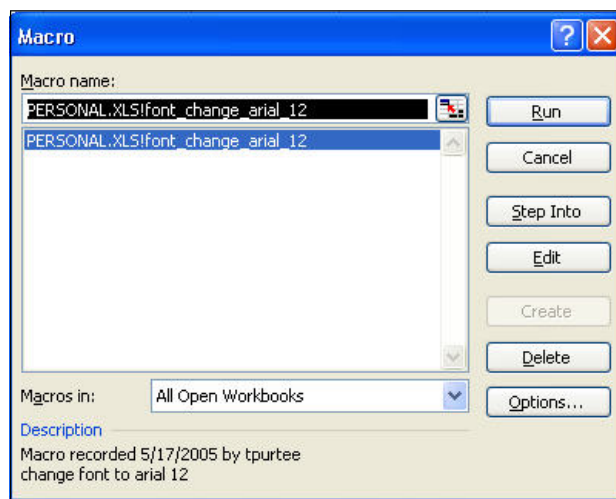 Macro
Macro name:
PERSONAL.XLS!font_change_arial_12
PERSONAL.XLS!font_change_arial_12
Run
Cancel
Step Into
Edit
Create
Delete
Options...
Macros in:
All Open Workbooks
Description
Macro recorded 5/17/2005 by tpurtee
change font to arial 12